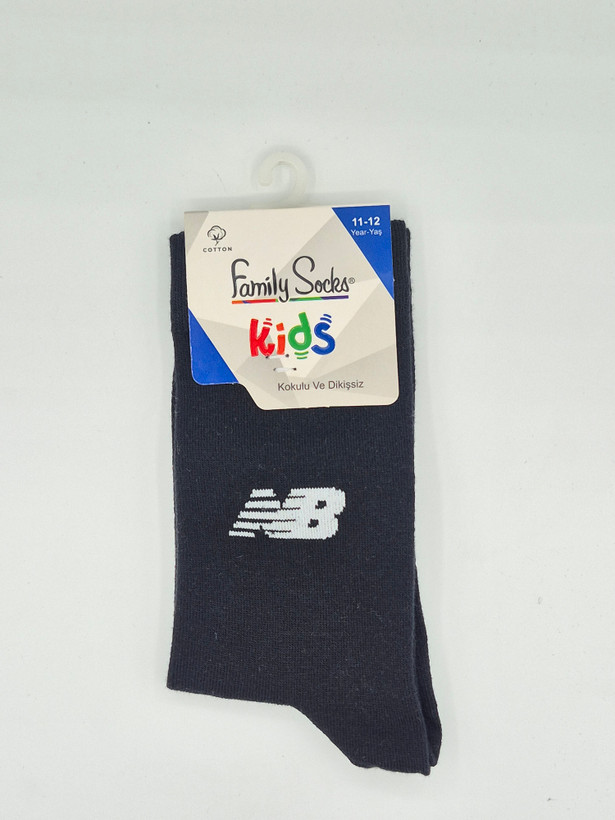 11-12
Year-Yaş
COTTON
Family Socks®
Kids
Kokulu Ve Dikişsiz
NB